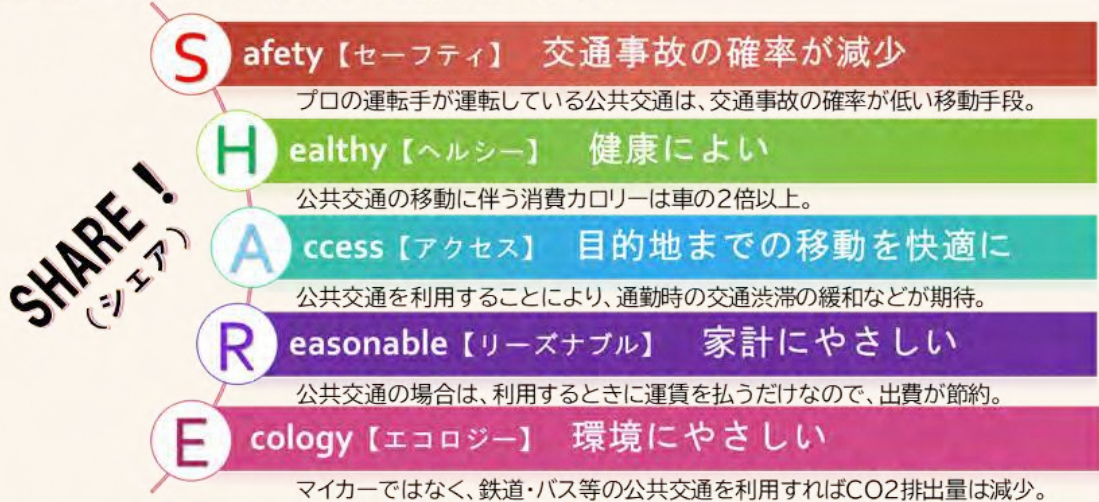 SHARE！
（シェア）
Safety【セーフティ】 交通事故の確率が減少
プロの運転手が運転している公共交通は、交通事故の確率が低い移動手段。
Healthy【ヘルシー】 健康によい
公共交通の移動に伴う消費カロリーは車の2倍以上。
Access【アクセス】 目的地までの移動を快適に
公共交通を利用することにより、通勤時の交通渋滞の緩和などが期待。
Reasonable【リーズナブル】 家計にやさしい
公共交通の場合は、利用するときに運賃を払うだけなので、出費が節約。
Ecology【エコロジー】 環境にやさしい
マイカーではなく、鉄道・バス等の公共交通を利用すればCO2排出量は減少。